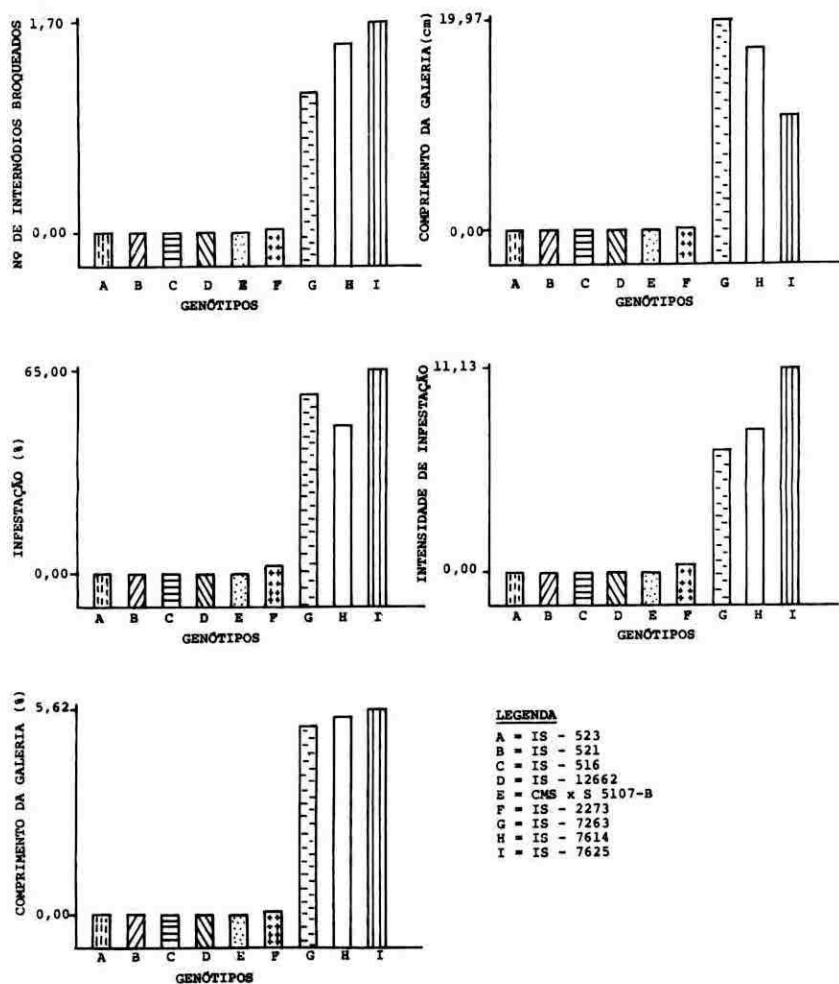 Nº DE INTERNÓDIOS BROQUEADOS
1,70
0,00
A B C D E F G H I
GENÓTIPOS
COMPRIMENTO DA GALERIA (cm)
19,97
0,00
A B C D E F G H I
GENÓTIPOS
INFESTAÇÃO (%)
65,00
0,00
A B C D E F G H I
GENÓTIPOS
INTENSIDADE DE INFESTAÇÃO
11,13
0,00
A B C D E F G H I
GENÓTIPOS
COMPRIMENTO DA GALERIA (%)
5,62
0,00
A B C D E F G H I
GENÓTIPOS
LEGENDA
A = IS - 523
B = IS - 521
C = IS - 516
D = IS - 12662
E = CMS x S 5107-B
F = IS - 2273
G = IS - 7263
H = IS - 7614
I = IS - 7625